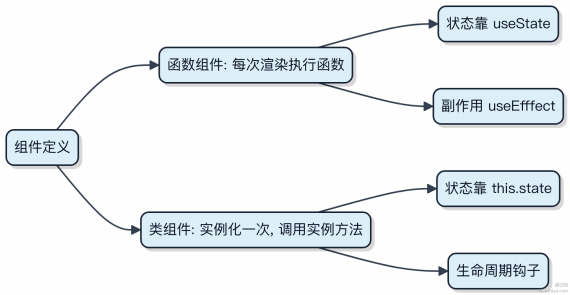 状态靠 useState
函数组件: 每次渲染执行函数
副作用 useEfffect
组件定义
状态靠 this.state
类组件: 实例化一次, 调用实例方法
生命周期钩子